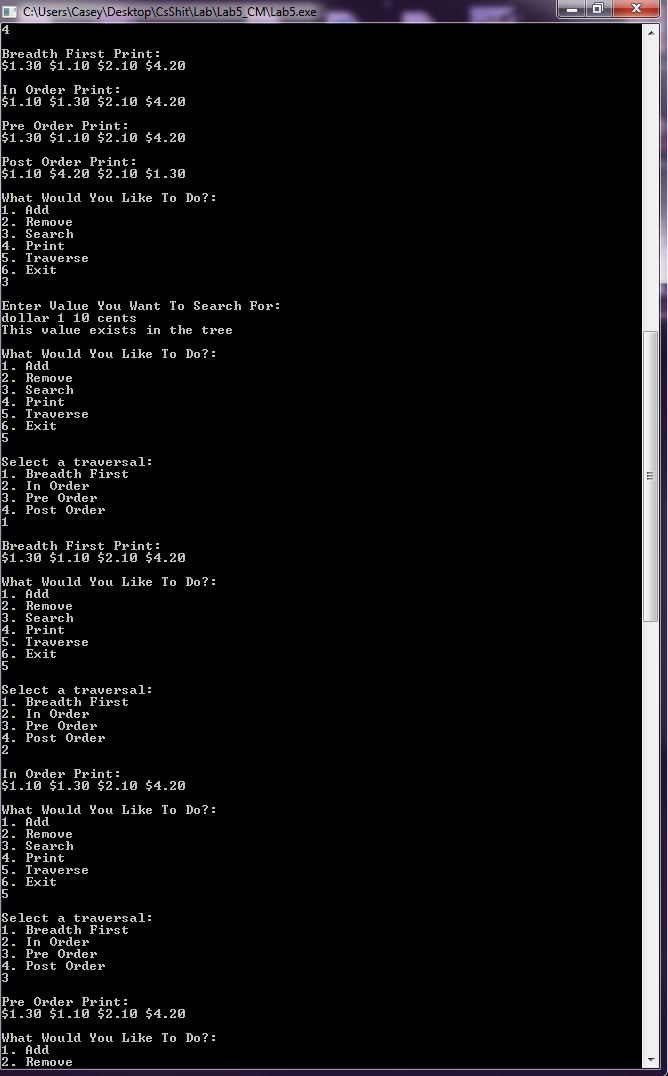 C:\Users\Casey\Desktop\CsShit\Lab\Lab5_CM\Lab5.exe
4
Breadth First Print:
$1.30 $1.10 $2.10 $4.20
In Order Print:
$1.10 $1.30 $2.10 $4.20
Pre Order Print:
$1.30 $1.10 $2.10 $4.20
Post Order Print:
$1.10 $4.20 $2.10 $1.30
What Would You Like To Do?:
1. Add
2. Remove
3. Search
4. Print
5. Traverse
6. Exit
3
Enter Value You Want To Search For:
dollar 1 10 cents
This value exists in the tree
What Would You Like To Do?:
1. Add
2. Remove
3. Search
4. Print
5. Traverse
6. Exit
5
Select a traversal:
1. Breadth First
2. In Order
3. Pre Order
4. Post Order
1
Breadth First Print:
$1.30 $1.10 $2.10 $4.20
What Would You Like To Do?:
1. Add
2. Remove
3. Search
4. Print
5. Traverse
6. Exit
5
Select a traversal:
1. Breadth First
2. In Order
3. Pre Order
4. Post Order
2
In Order Print:
$1.10 $1.30 $2.10 $4.20
What Would You Like To Do?:
1. Add
2. Remove
3. Search
4. Print
5. Traverse
6. Exit
5
Select a traversal:
1. Breadth First
2. In Order
3. Pre Order
4. Post Order
3
Pre Order Print:
$1.30 $1.10 $2.10 $4.20
What Would You Like To Do?:
1. Add
2. Remove